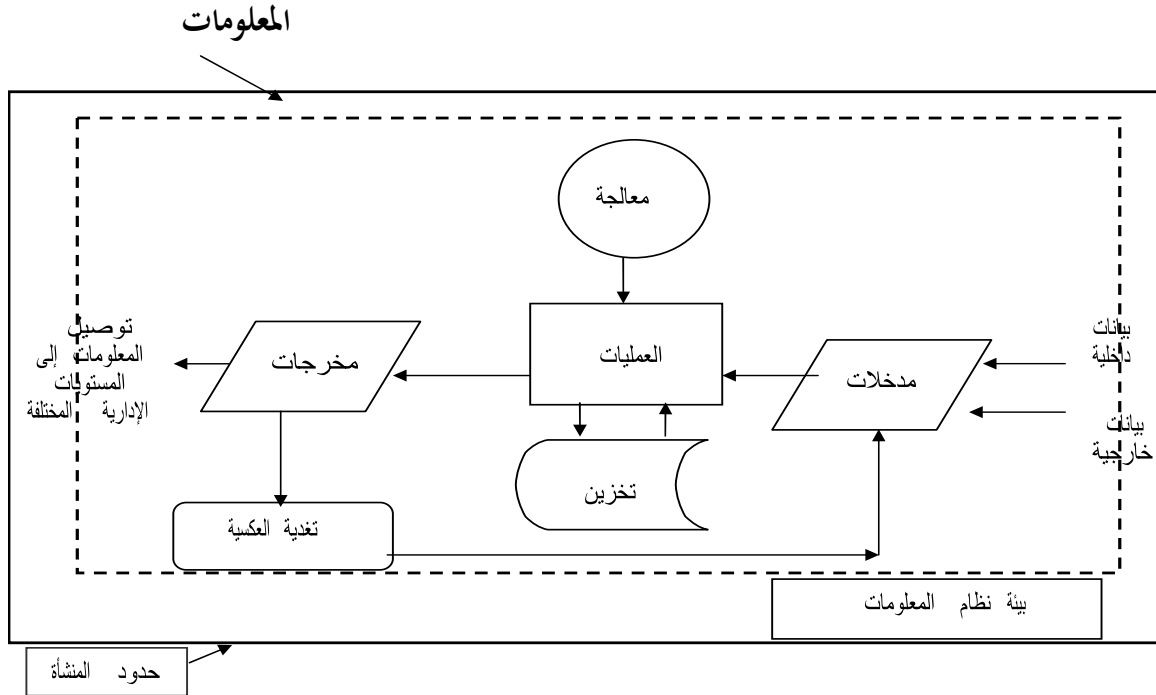 المعلومات
معالجة
بيانات
داخلية
بيانات
خارجية
مدخلات
العمليات
تخزين
مخرجات
توصيل
المعلومات إلى
المستويات
الإدارية المختلفة
تغدية العكسية
بيئة نظام المعلومات
حدود المنشأة